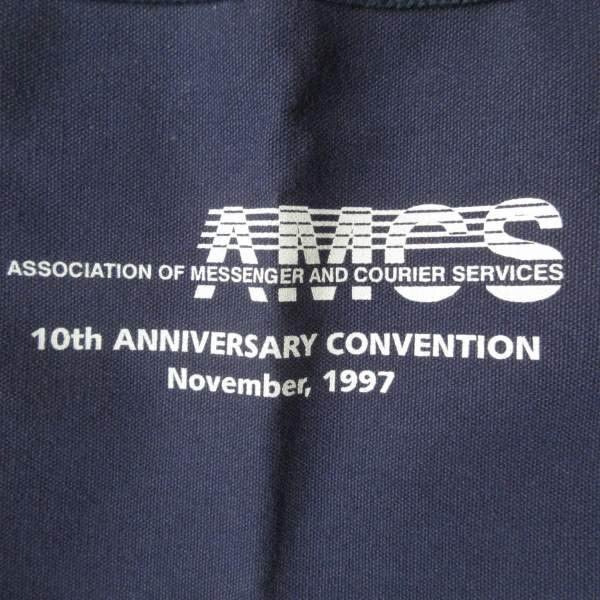 AMCS
ASSOCIATION OF MESSENGER AND COURIER SERVICES
10th ANNIVERSARY CONVENTION
November, 1997